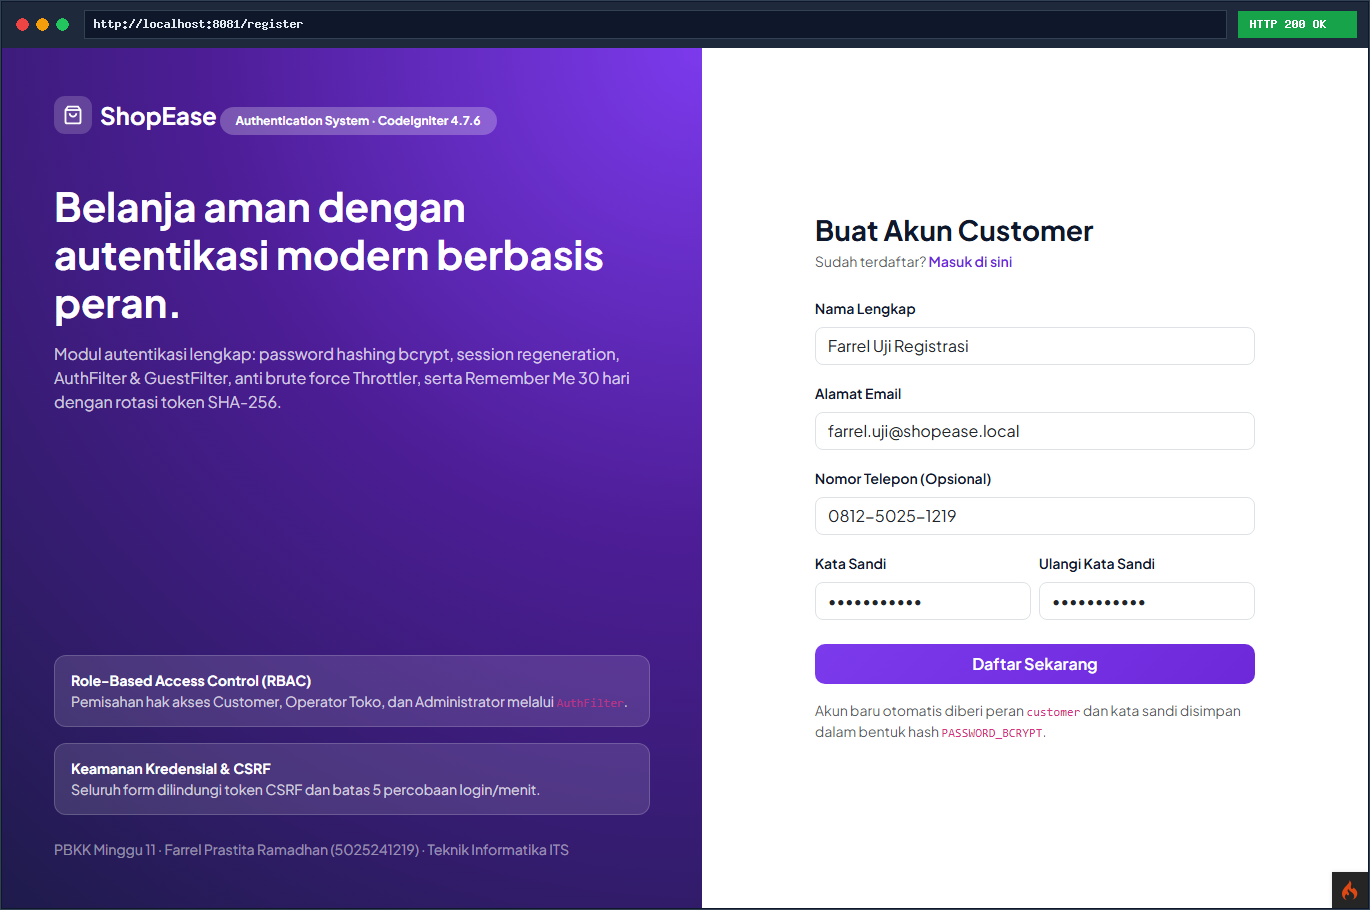 http://localhost:8081/register
HTTP 200 OK
ShopEase
Authentication System · CodeIgniter 4.7.6
Belanja aman dengan
autentikasi modern berbasis
peran.
Modul autentikasi lengkap: password hashing bcrypt, session regeneration,
AuthFilter & GuestFilter, anti brute force Throttler, serta Remember Me 30 hari
dengan rotasi token SHA-256.
Role-Based Access Control (RBAC)
Pemisahan hak akses Customer, Operator Toko, dan Administrator melalui AuthFilter.
Keamanan Kredensial & CSRF
Seluruh form dilindungi token CSRF dan batas 5 percobaan login/menit.
PBKK Minggu 11 · Farrel Prastita Ramadhan (5025241219) · Teknik Informatika ITS
Buat Akun Customer
Sudah terdaftar? Masuk di sini
Nama Lengkap
Farrel Uji Registrasi
Alamat Email
farrel.uji@shopease.local
Nomor Telepon (Opsional)
0812-5025-1219
Kata Sandi
•••••••••••
Ulangi Kata Sandi
•••••••••••
Daftar Sekarang
Akun baru otomatis diberi peran customer dan kata sandi disimpan
dalam bentuk hash PASSWORD_BCRYPT.